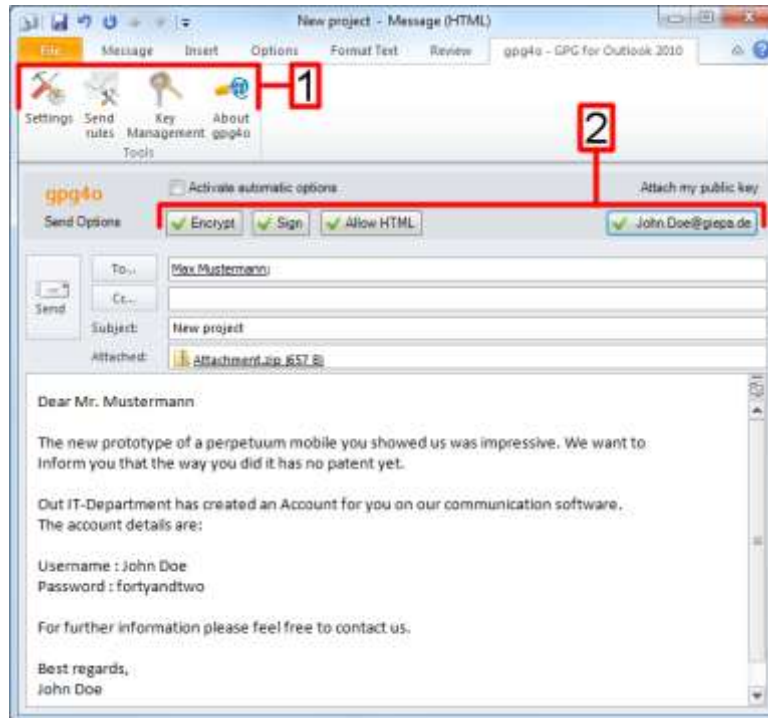 New project - Message (HTML)
File Message Insert Options Format Text Review gpg4o - GPG for Outlook 2010
1
Settings Send rules Key Management About gpg4o
Tools
2
gpg4o
Activate automatic options
Attach my public key
Send Options
Encrypt Sign Allow HTML John.Doe@giepa.de
Send
To... Max Mustermann;
Cc...
Subject: New project
Attached: Attachment.zip (657 B)
Dear Mr. Mustermann
The new prototype of a perpetuum mobile you showed us was impressive. We want to
Inform you that the way you did it has no patent yet.
Out IT-Department has created an Account for you on our communication software.
The account details are:
Username : John Doe
Password : fortyandtwo
For further information please feel free to contact us.
Best regards,
John Doe